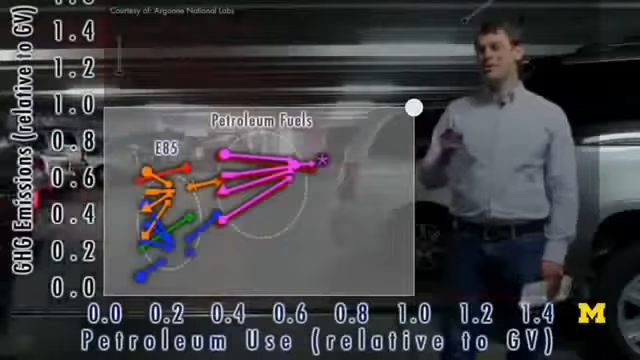 Courtesy of: Argonne National Labs
GHG Emissions (relative to GV)
1.4
1.2
1.0
0.8
0.6
0.4
0.2
0.0
Petroleum Fuels
E85
0.0 0.2 0.4 0.6 0.8 1.0 1.2 1.4
Petroleum Use (relative to GV)
M